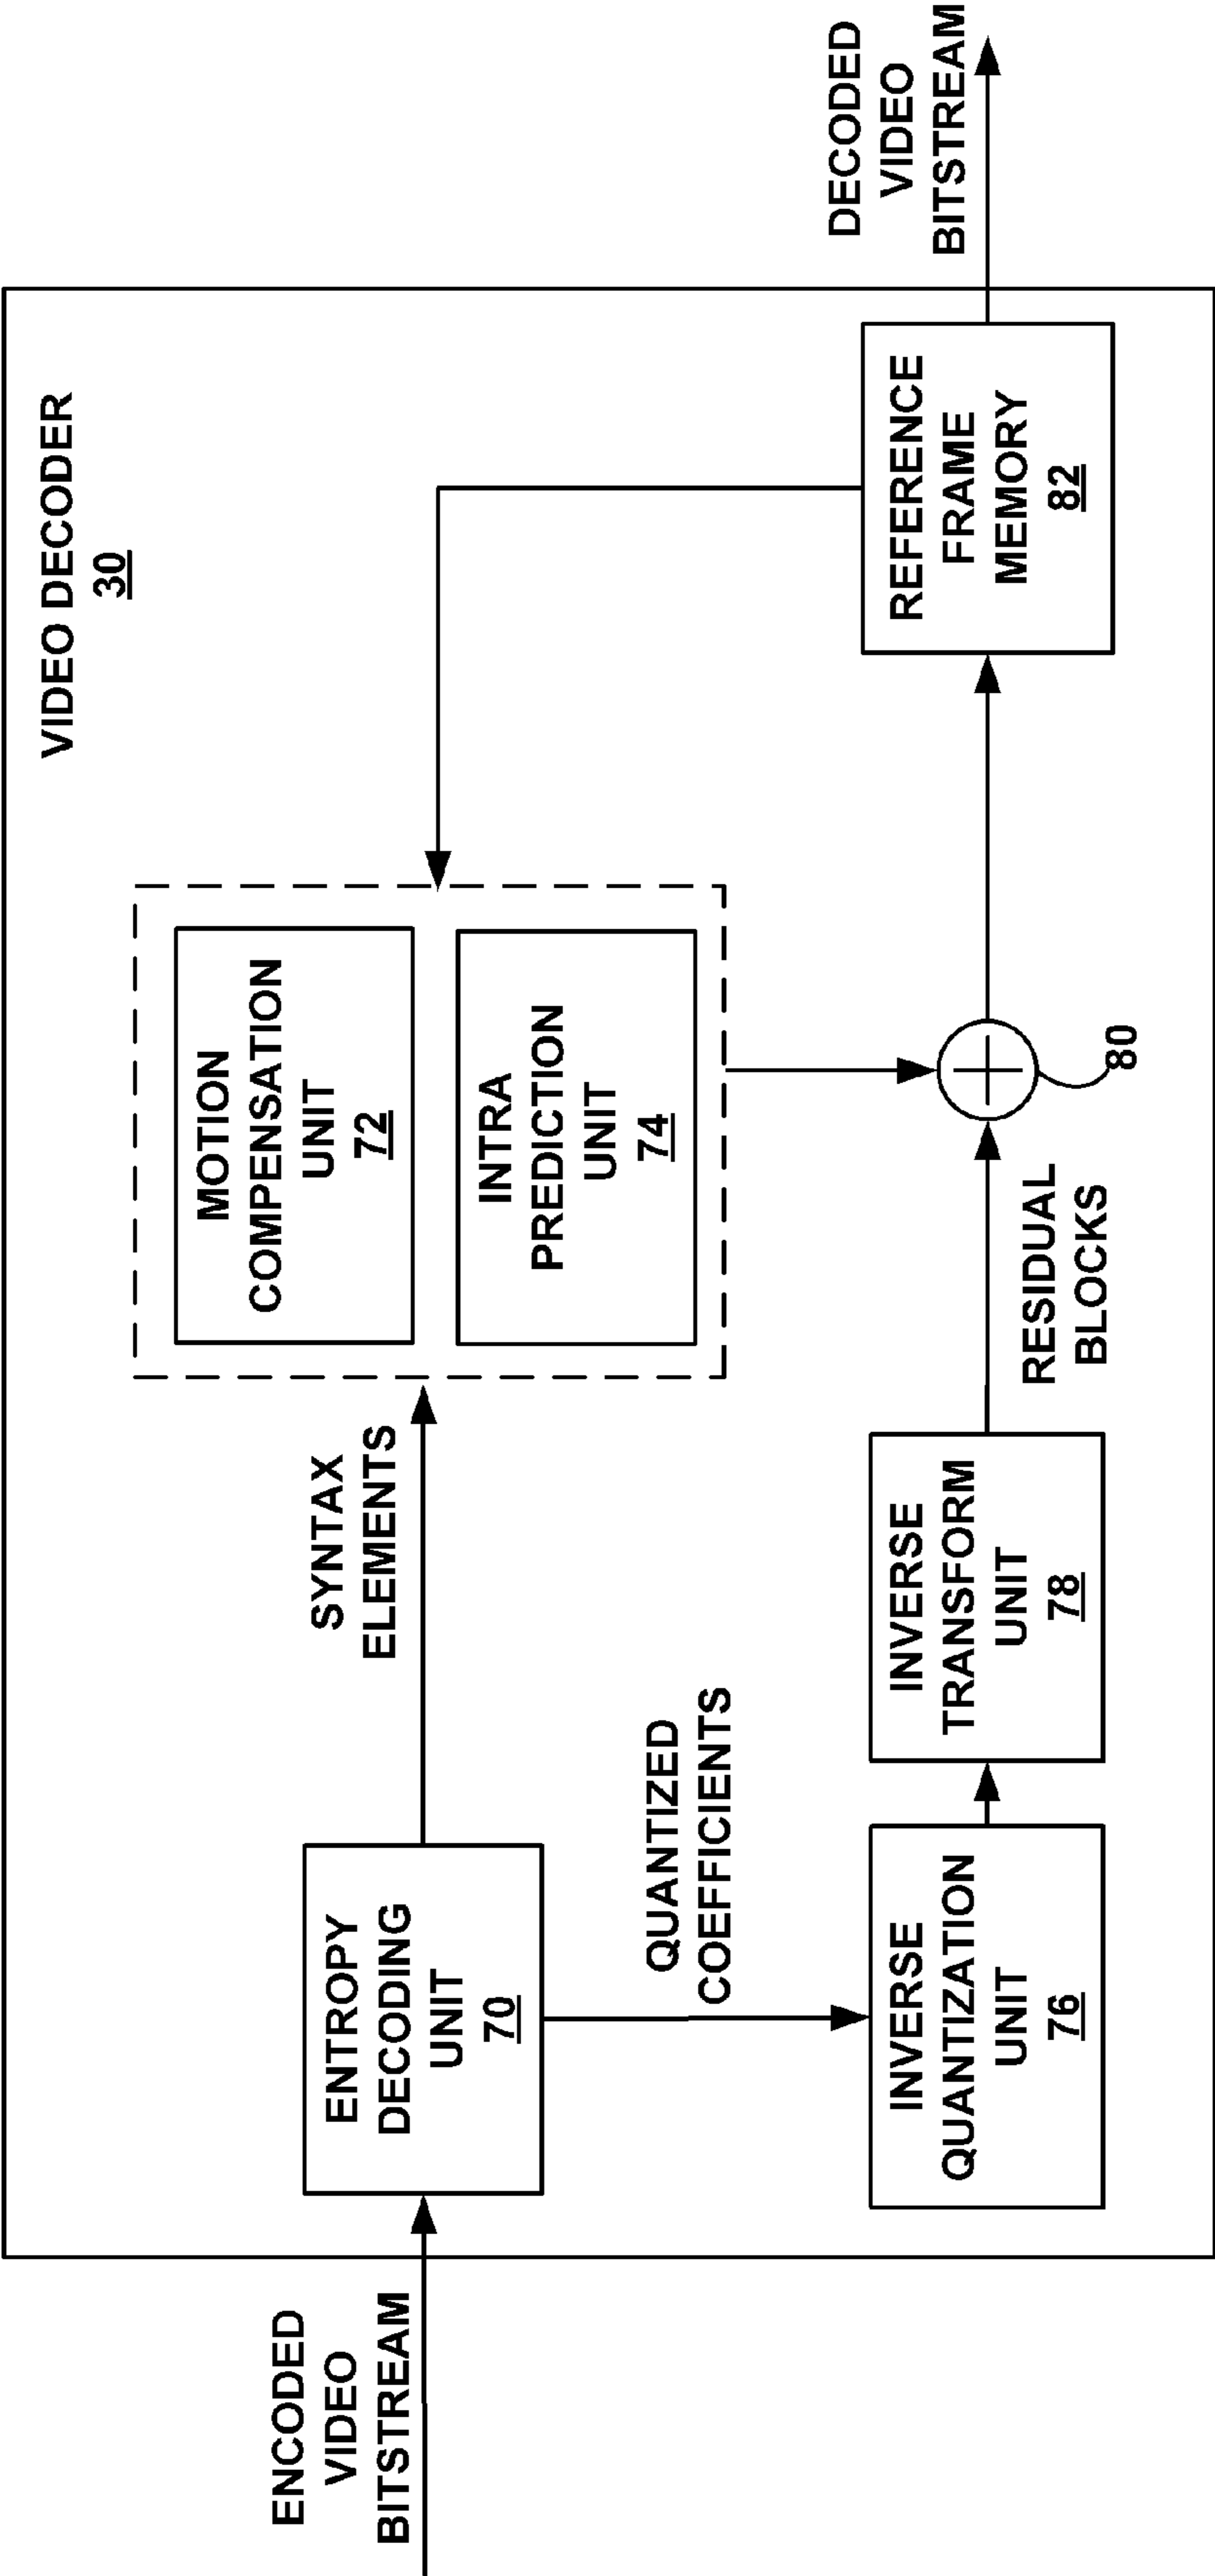 VIDEO DECODER
30
ENCODED
VIDEO
BITSTREAM
ENTROPY
DECODING
UNIT
70
SYNTAX
ELEMENTS
MOTION
COMPENSATION
UNIT
72
INTRA
PREDICTION
UNIT
74
QUANTIZED
COEFFICIENTS
INVERSE
QUANTIZATION
UNIT
76
INVERSE
TRANSFORM
UNIT
78
RESIDUAL
BLOCKS
80
REFERENCE
FRAME
MEMORY
82
DECODED
VIDEO
BITSTREAM